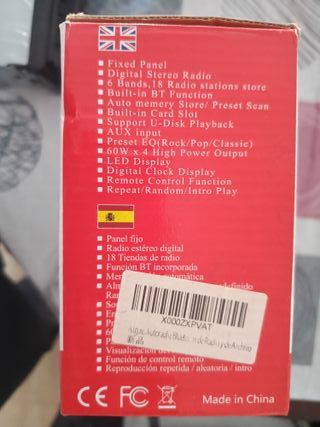 Fixed Panel
Digital Stereo Radio
6 Bands,18 Radio stations store
Built-in BT Function
Auto memery Store/ Preset Scan
Built-in Card Slot
Support U-Disk Playback
AUX input
Preset EQ(Rock/Pop/Classic)
60W x 4 High Power Output
LED Display
Digital Clock Display
Remote Control Function
Repeat/Random/Intro Play
Panel fijo
Radio estéreo digital
18 Tiendas de radio
Función BT incorporada
X000ZXPVAT
Visualización del
Función de control remoto
Reproducción repetida / aleatoria / intro
CE FC Made in China